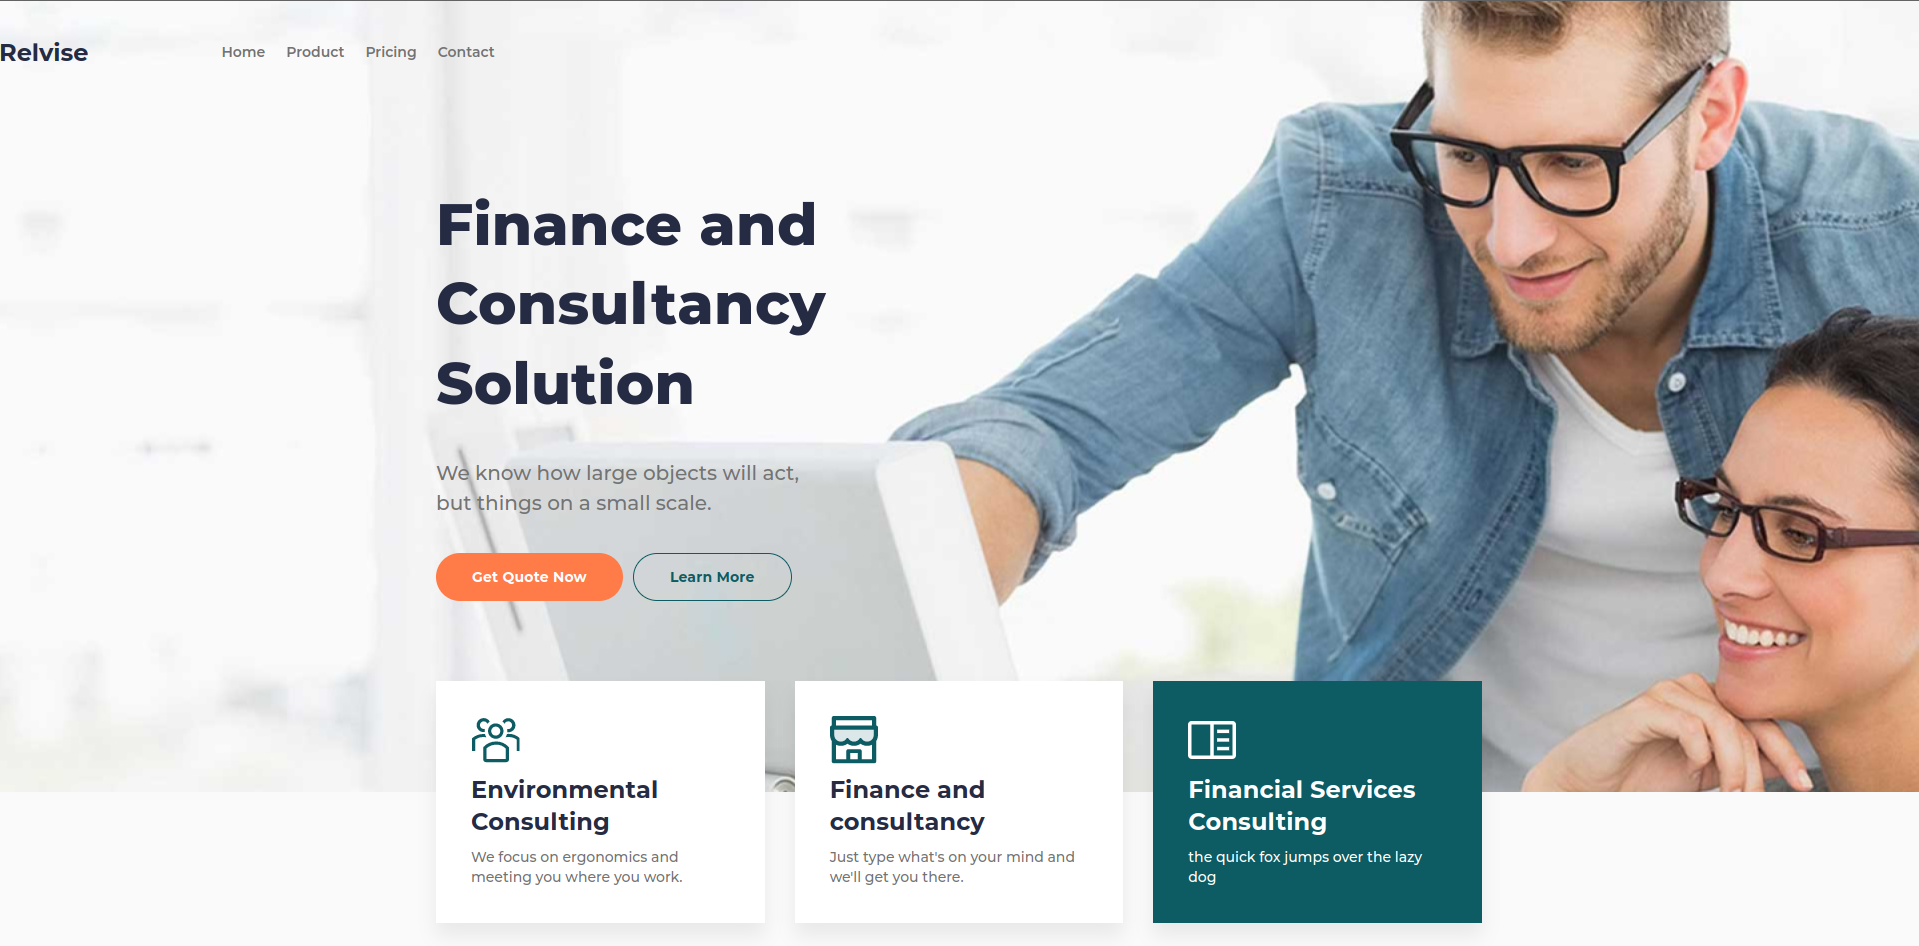 Relvise
Home Product Pricing Contact
Finance and
Consultancy
Solution
We know how large objects will act,
but things on a small scale.
Get Quote Now
Learn More
Environmental
Consulting
We focus on ergonomics and
meeting you where you work.
Finance and
consultancy
Just type what's on your mind and
we'll get you there.
Financial Services
Consulting
the quick fox jumps over the lazy
dog